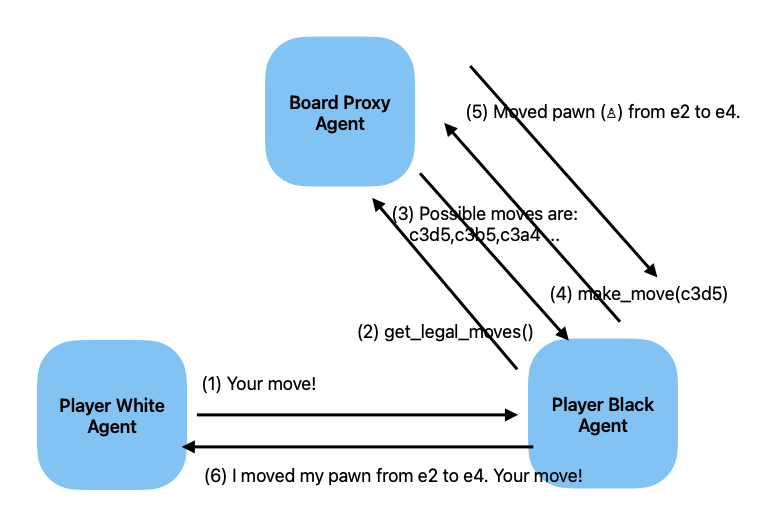 Board Proxy
Agent
(5) Moved pawn (♙) from e2 to e4.
(3) Possible moves are:
c3d5,c3b5,c3a4...
(4) make_move(c3d5)
(2) get_legal_moves()
(1) Your move!
Player White
Agent
Player Black
Agent
(6) I moved my pawn from e2 to e4. Your move!